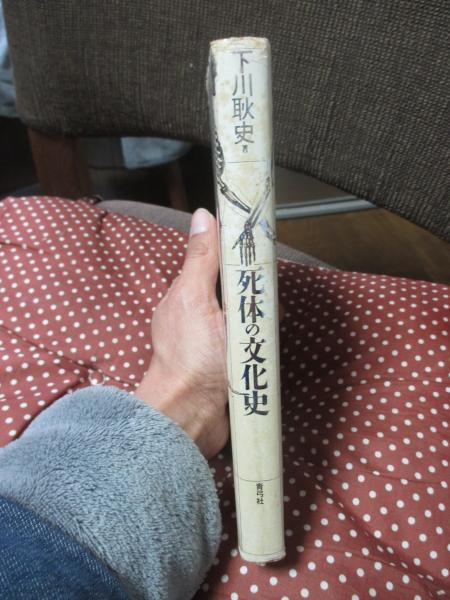 下川耿史 著
死体の文化史
青弓社